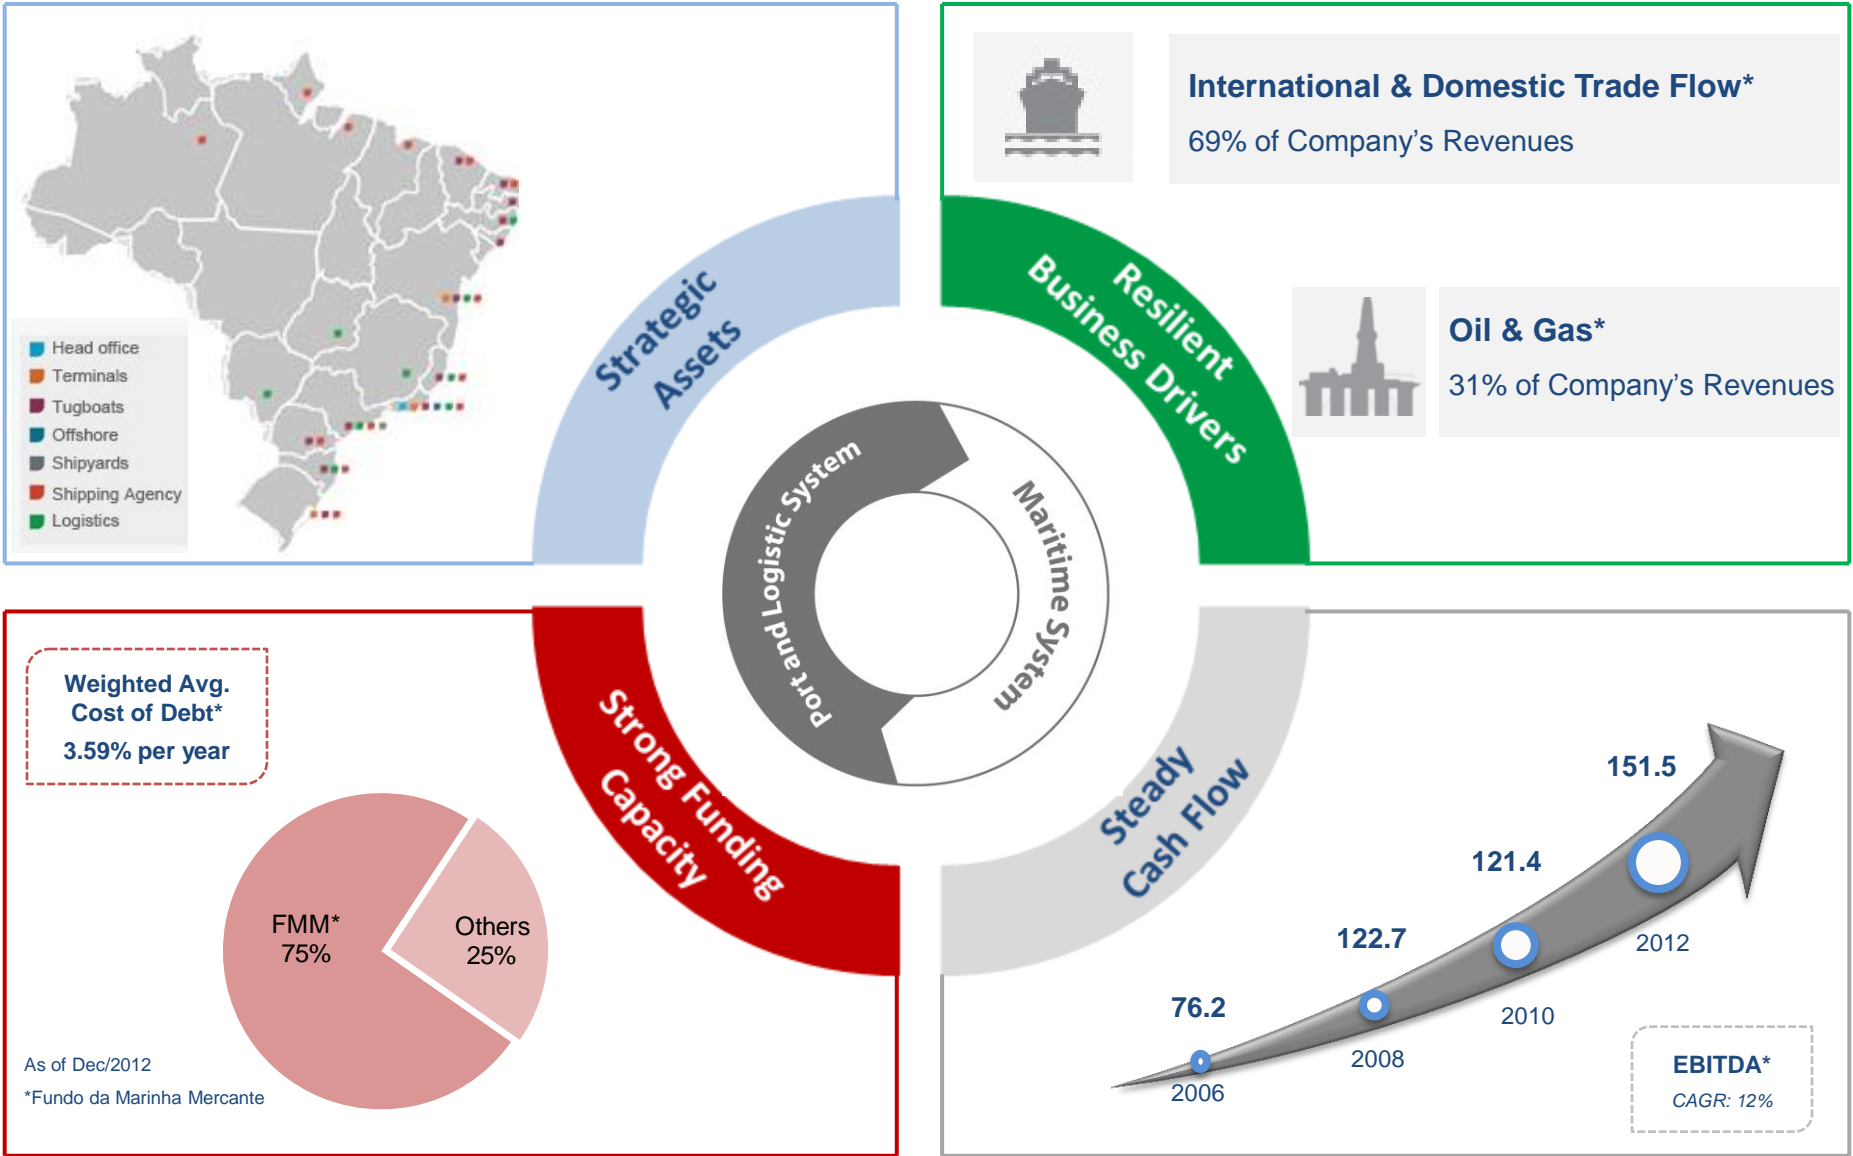 Head office
Terminals
Tugboats
Offshore
Shipyards
Shipping Agency
Logistics
Strategic
Assets
International & Domestic Trade Flow*
69% of Company’s Revenues
Oil & Gas*
31% of Company’s Revenues
Resilient
Business Drivers
Port and Logistic System
Maritime System
Weighted Avg.
Cost of Debt*
3.59% per year
FMM*
75%
Others
25%
As of Dec/2012
*Fundo da Marinha Mercante
Strong Funding
Capacity
Steady
Cash Flow
76.2
2006
122.7
2008
121.4
2010
151.5
2012
EBITDA*
CAGR: 12%